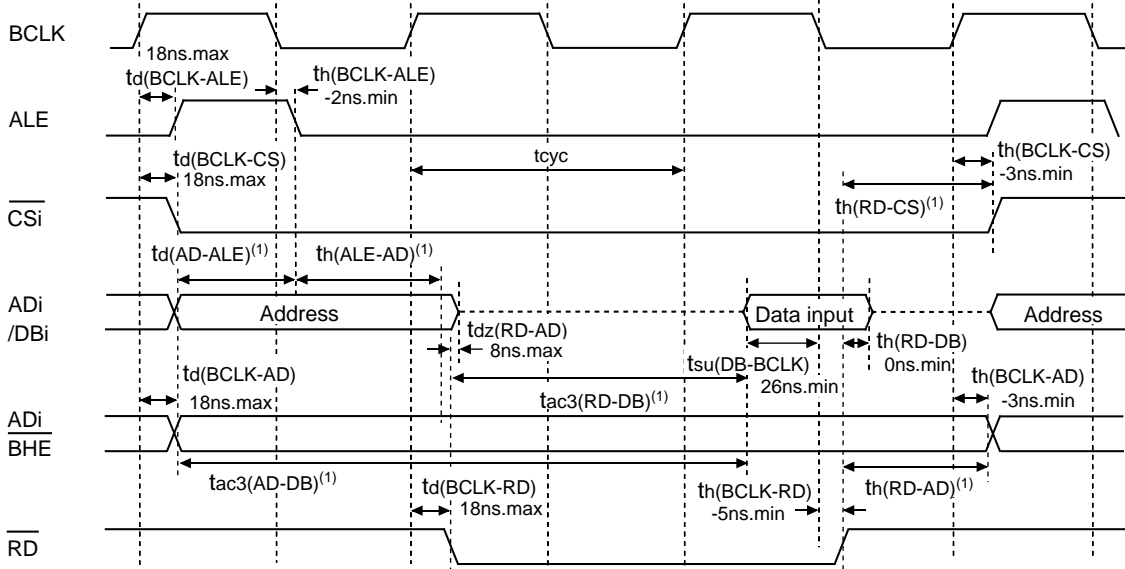 BCLK
18ns.max
td(BCLK-ALE)
th(BCLK-ALE)
-2ns.min
ALE
td(BCLK-CS)
18ns.max
tcyc
th(BCLK-CS)
-3ns.min
th(RD-CS)(1)
CSi
td(AD-ALE)(1)
th(ALE-AD)(1)
ADi
/DBi
Address
Data input
Address
tdz(RD-AD)
8ns.max
tsu(DB-BCLK)
26ns.min
th(RD-DB)
0ns.min
td(BCLK-AD)
18ns.max
tac3(RD-DB)(1)
th(BCLK-AD)
-3ns.min
ADi
BHE
tac3(AD-DB)(1)
td(BCLK-RD)
18ns.max
th(BCLK-RD)
-5ns.min
th(RD-AD)(1)
RD